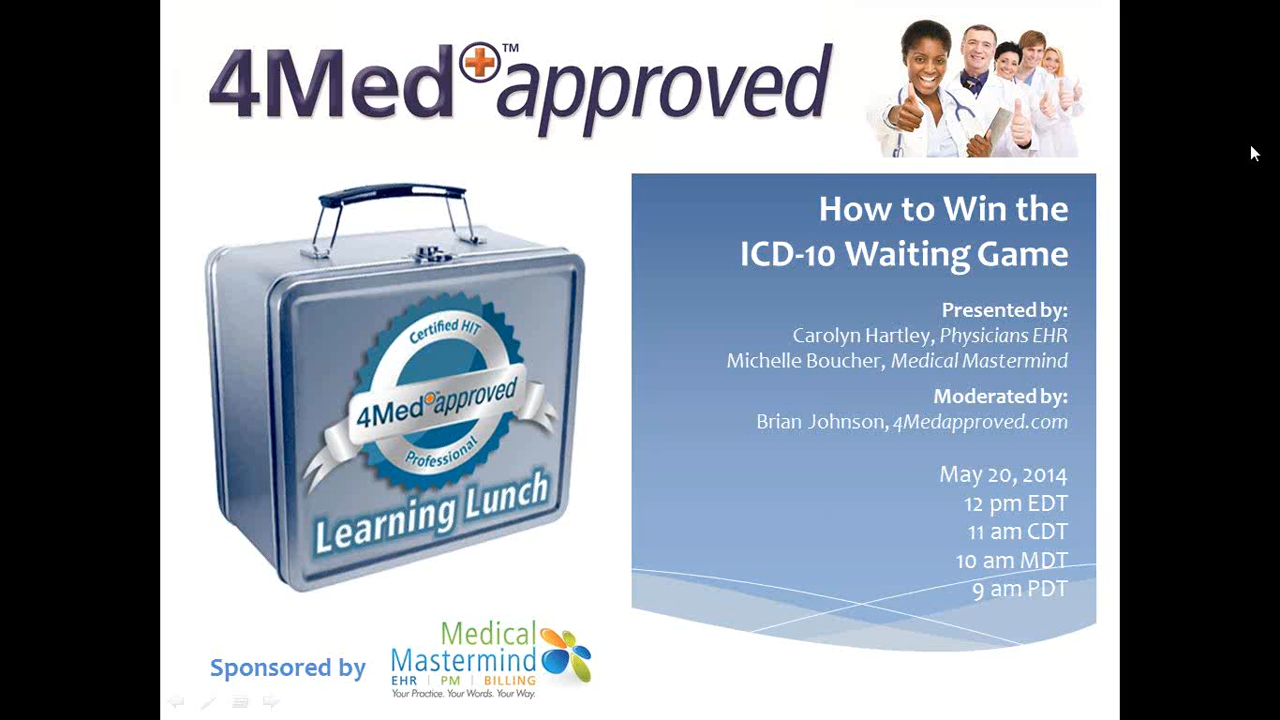 4Med+approved™
How to Win the
ICD-10 Waiting Game
Presented by:
Carolyn Hartley, Physicians EHR
Michelle Boucher, Medical Mastermind
Moderated by:
Brian Johnson, 4Medapproved.com
May 20, 2014
12 pm EDT
11 am CDT
10 am MDT
9 am PDT
Certified HIT
4Med+approved™
Professional
Learning Lunch
Sponsored by
Medical
Mastermind
EHR | PM | BILLING
Your Practice. Your Words. Your Way.